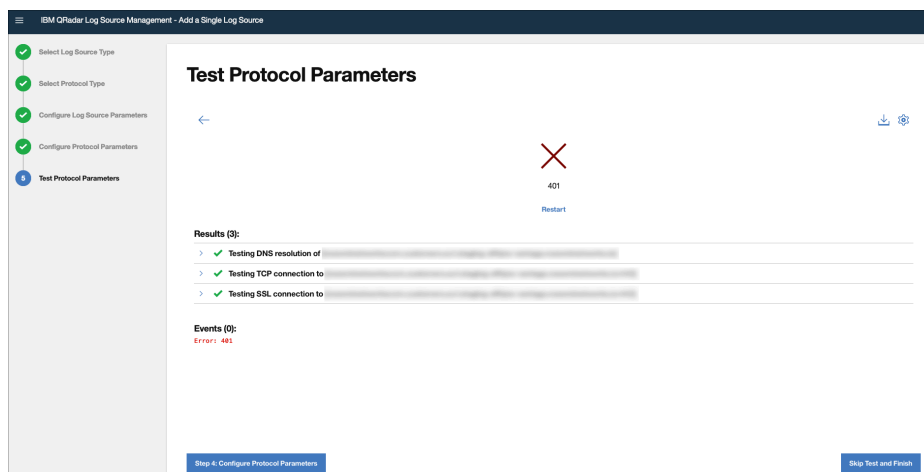 IBM QRadar Log Source Management - Add a Single Log Source
Select Log Source Type
Select Protocol Type
Configure Log Source Parameters
Configure Protocol Parameters
5 Test Protocol Parameters
Test Protocol Parameters
401
Restart
Results (3):
Testing DNS resolution of
Testing TCP connection to
Testing SSL connection to
Events (0):
Error: 401
Step 4: Configure Protocol Parameters
Skip Test and Finish